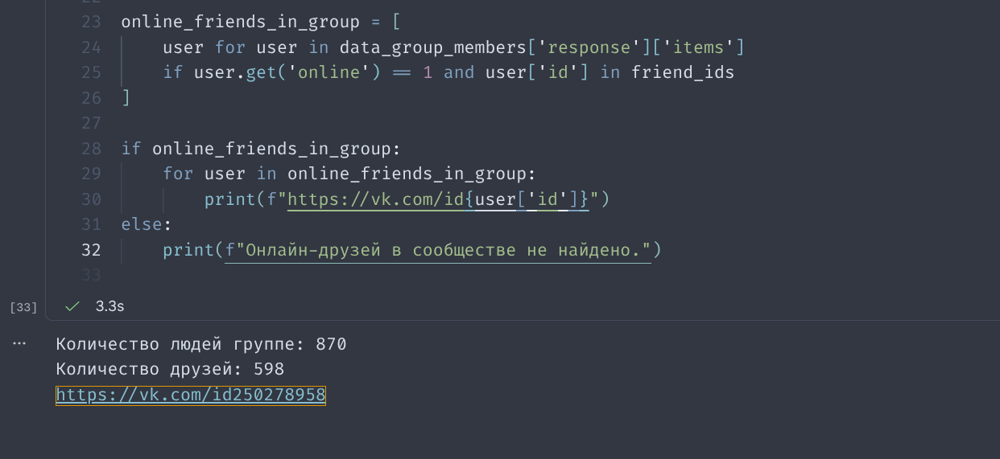 22
23 online_friends_in_group = [
24     user for user in data_group_members['response']['items']
25     if user.get('online') == 1 and user['id'] in friend_ids
26 ]
27
28 if online_friends_in_group:
29     for user in online_friends_in_group:
30         print(f"https://vk.com/id{user['id']}")
31 else:
32     print(f"Онлайн-друзей в сообществе не найдено.")
33
[33] 3.3s
Количество людей группе: 870
Количество друзей: 598
https://vk.com/id250278958